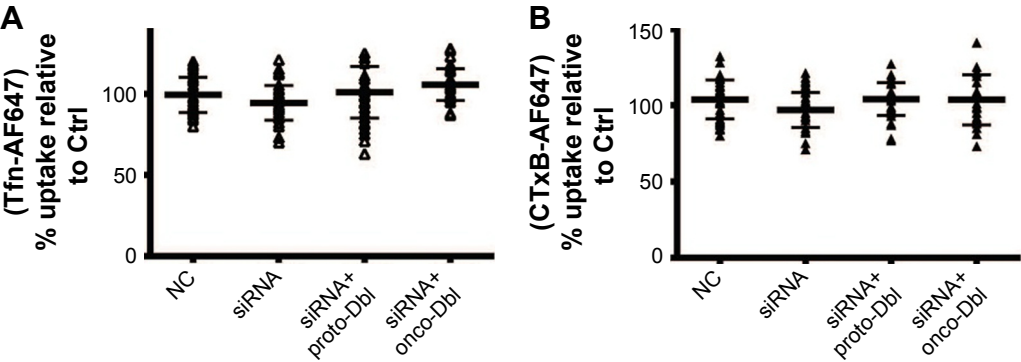 A
(Tfn-AF647)
% uptake relative
to Ctrl
100
50
0
NC
siRNA
siRNA+
proto-Dbl
siRNA+
onco-Dbl
B
(CTxB-AF647)
% uptake relative
to Ctrl
150
100
50
0
NC
siRNA
siRNA+
proto-Dbl
siRNA+
onco-Dbl